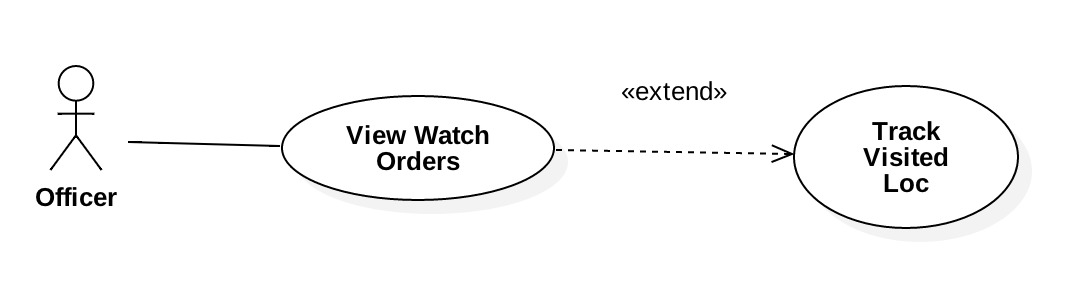 «extend»
View Watch
Orders
Track
Visited
Loc
Officer